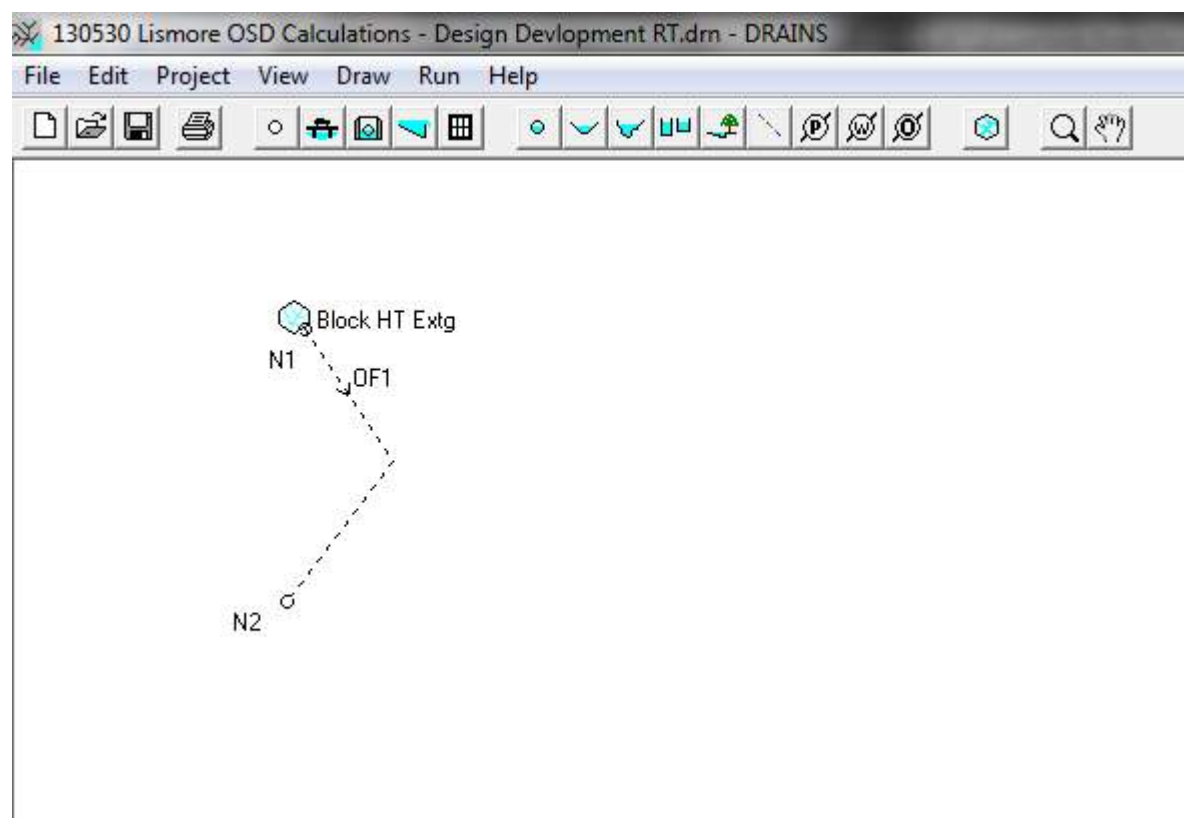 130530 Lismore OSD Calculations - Design Devlopment RT.drn - DRAINS
File Edit Project View Draw Run Help
P W O
Block HT Extg
N1
OF1
N2